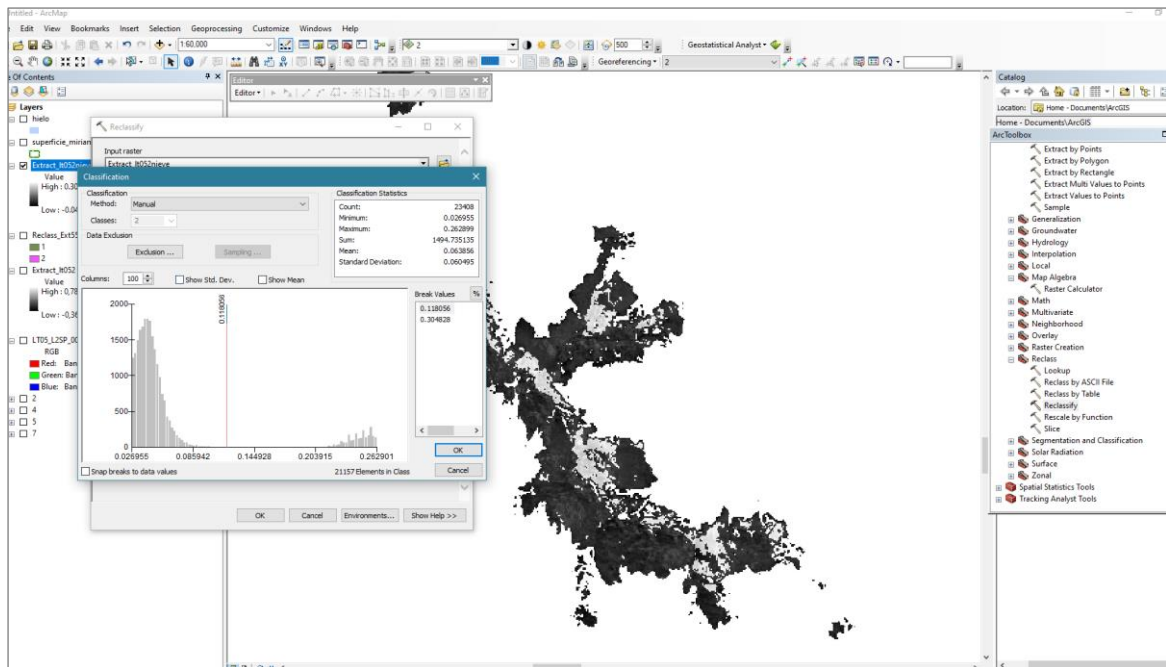 ntitled - ArcMap
Edit View Bookmarks Insert Selection Geoprocessing Customize Windows Help
1:60.000
2
500
Geostatistical Analyst
Georeferencing
2
Of Contents
Layers
hielo
superficie_mirian
Extract_lt052nieve
Value
High : 0.30
Low : -0.04
Reclass_Ext55
1
2
Extract_lt052
Value
High : 0,78
Low : -0,36
LT05_L2SP_00
RGB
Red: Ban
Green: Ban
Blue: Ban
2
4
5
7
Editor
Editor
Reclassify
Input raster
Extract_lt052nieve
Classification
Classification
Method: Manual
Classes: 2
Data Exclusion
Exclusion ...
Sampling ...
Columns: 100
Show Std. Dev.
Show Mean
Classification Statistics
Count: 23408
Minimum: 0.026955
Maximum: 0.262899
Sum: 1494.735135
Mean: 0.063856
Standard Deviation: 0.060495
Break Values
%
0.118056
0.304828
2000
1500
1000
500
0
0.118056
0.026955 0.085942 0.144928 0.203915 0.262901
Snap breaks to data values
21157 Elements in Class
OK
Cancel
OK
Cancel
Environments...
Show Help >>
Catalog
Location: Home - Documents\ArcGIS
Home - Documents\ArcGIS
ArcToolbox
Extract by Points
Extract by Polygon
Extract by Rectangle
Extract Multi Values to Points
Extract Values to Points
Sample
Generalization
Groundwater
Hydrology
Interpolation
Local
Map Algebra
Raster Calculator
Math
Multivariate
Neighborhood
Overlay
Raster Creation
Reclass
Lookup
Reclass by ASCII File
Reclass by Table
Reclassify
Rescale by Function
Slice
Segmentation and Classification
Solar Radiation
Surface
Zonal
Spatial Statistics Tools
Tracking Analyst Tools